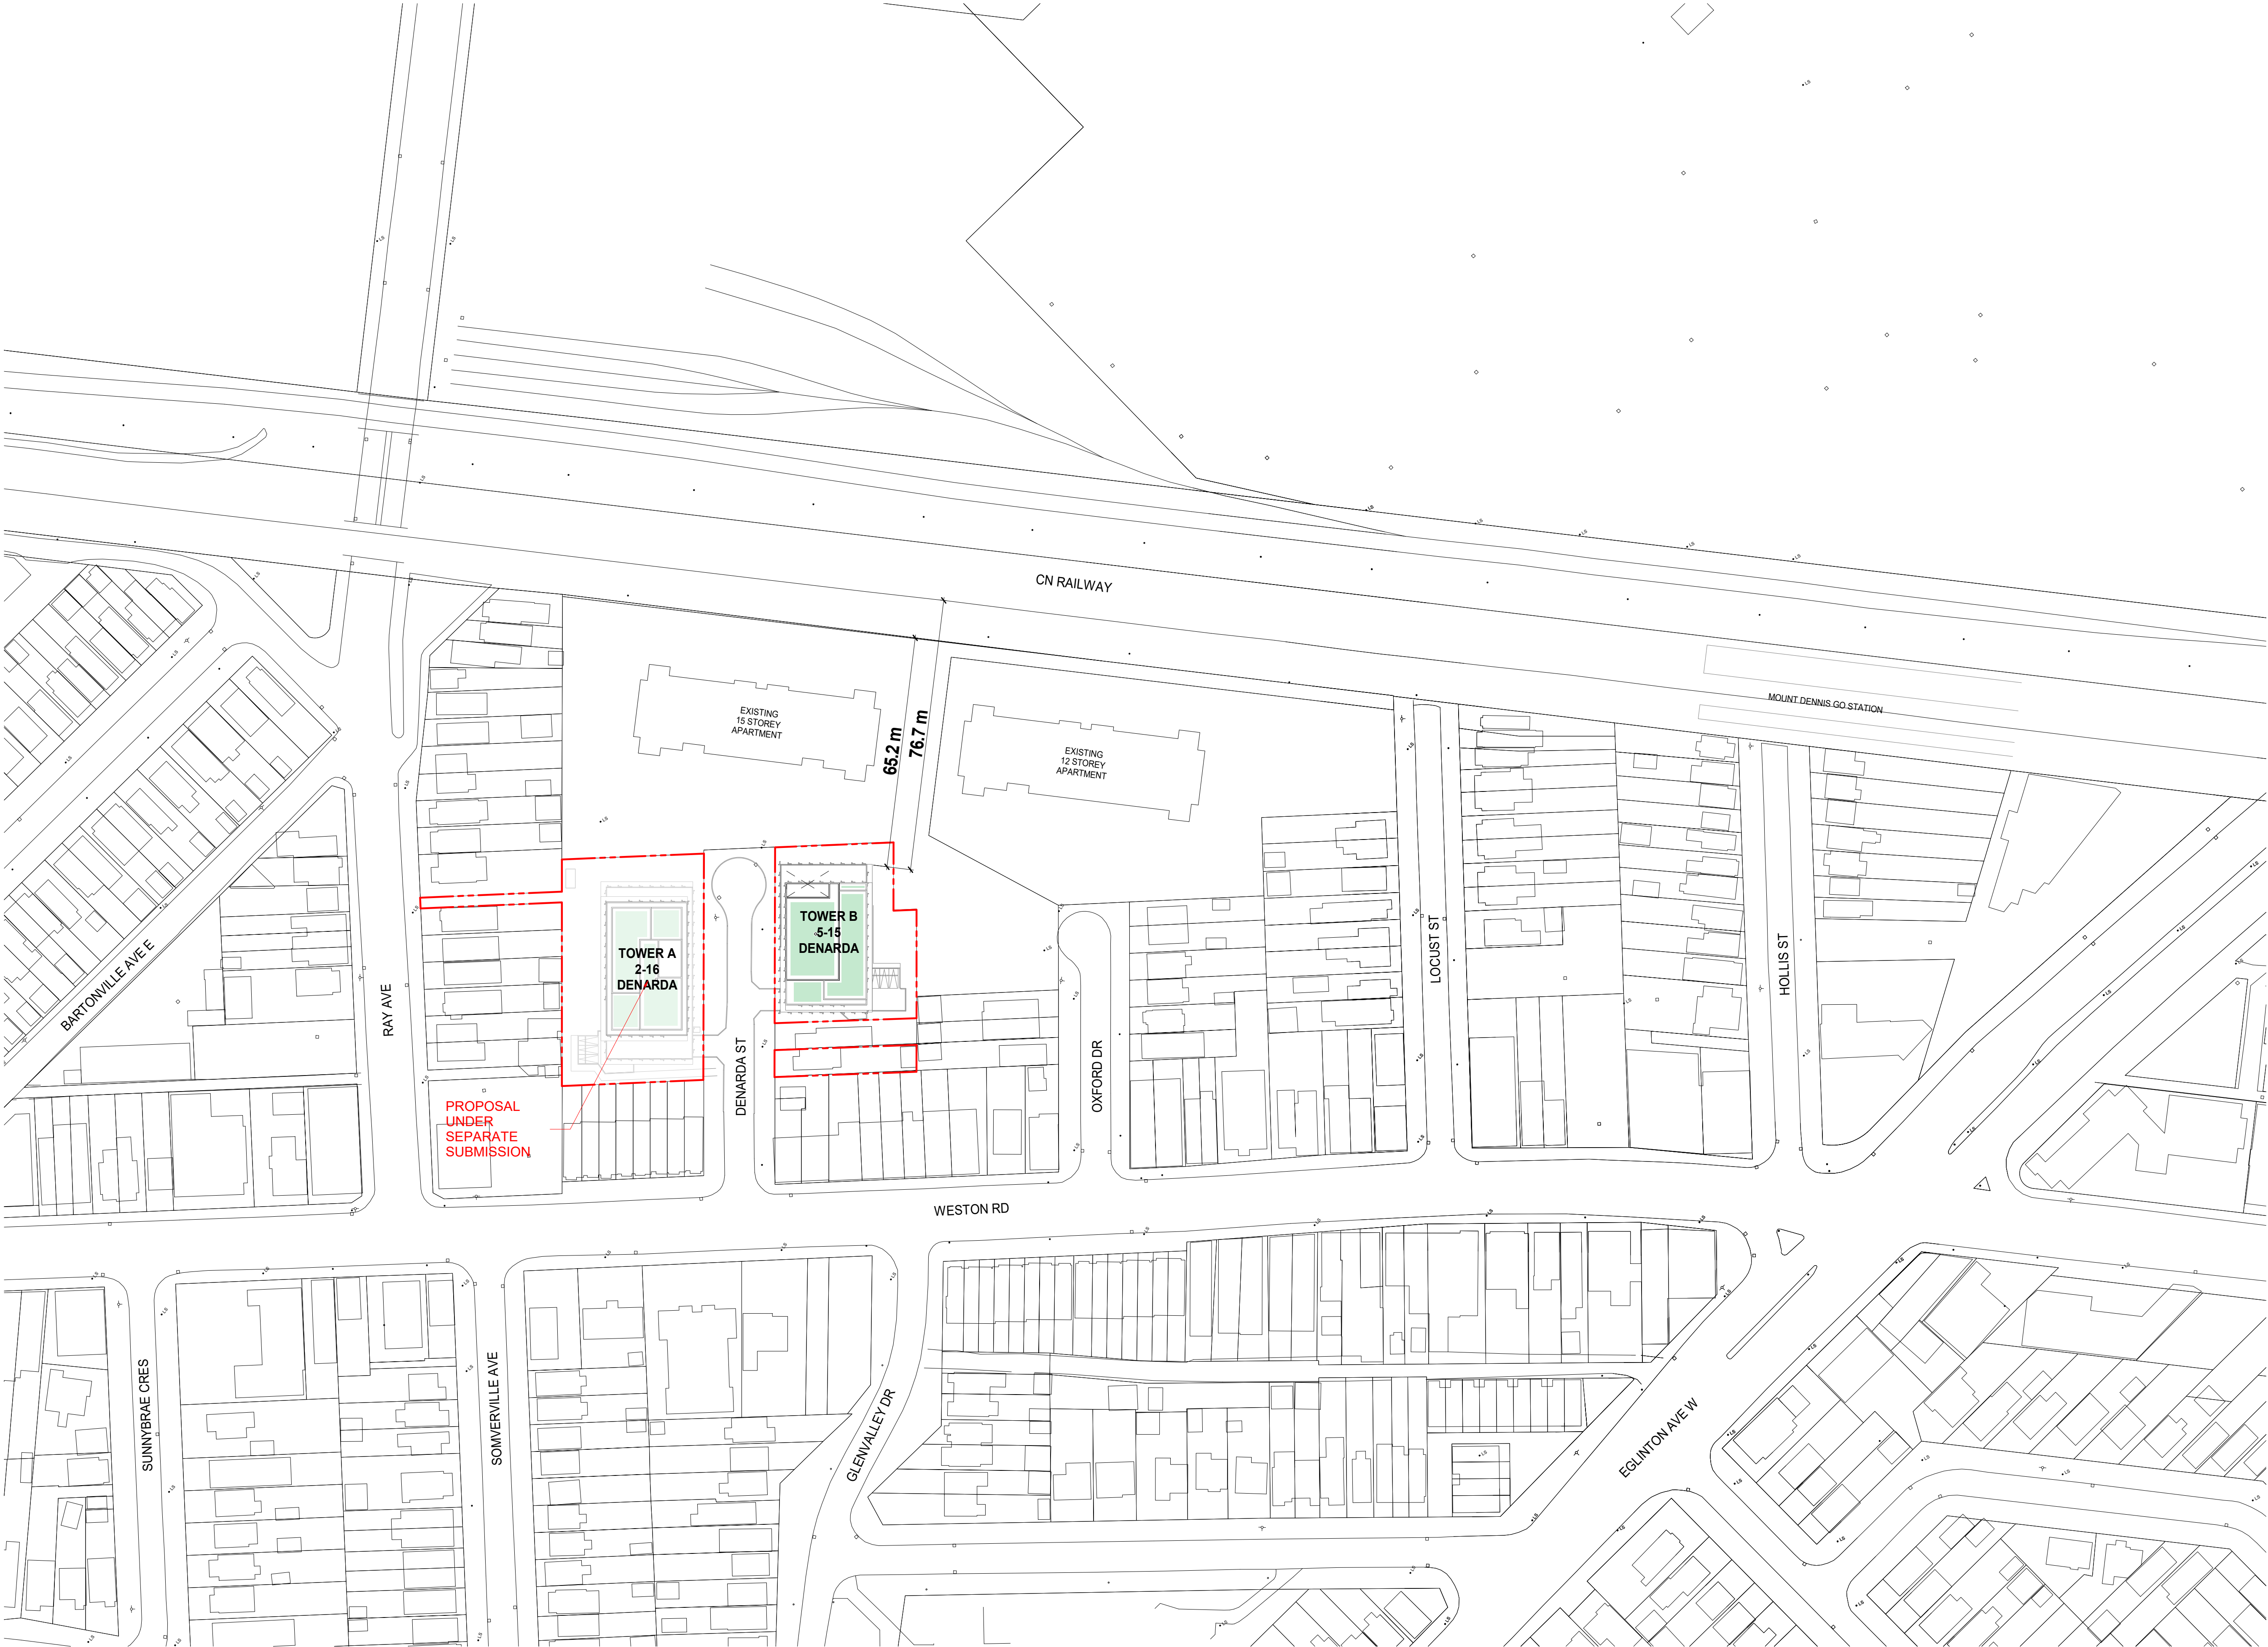 CN RAILWAY
MOUNT DENNIS GO STATION
EXISTING
15 STOREY
APARTMENT
65.2 m
76.7 m
EXISTING
12 STOREY
APARTMENT
TOWER A
2-16
DENARDA
TOWER B
5-15
DENARDA
PROPOSAL
UNDER
SEPARATE
SUBMISSION
BARTONVILLE AVE E
RAY AVE
DENARDA ST
OXFORD DR
LOCUST ST
HOLLIS ST
WESTON RD
SUNNYBRAE CRES
SOMVERVILLE AVE
GLENVALLEY DR
EGLINTON AVE W